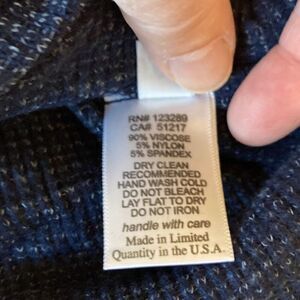 RN# 123289
CA# 51217
90% VISCOSE
5% NYLON
5% SPANDEX
DRY CLEAN
RECOMMENDED
HAND WASH COLD
DO NOT BLEACH
LAY FLAT TO DRY
DO NOT IRON
handle with care
Made in Limited
Quantity in the U.S.A.